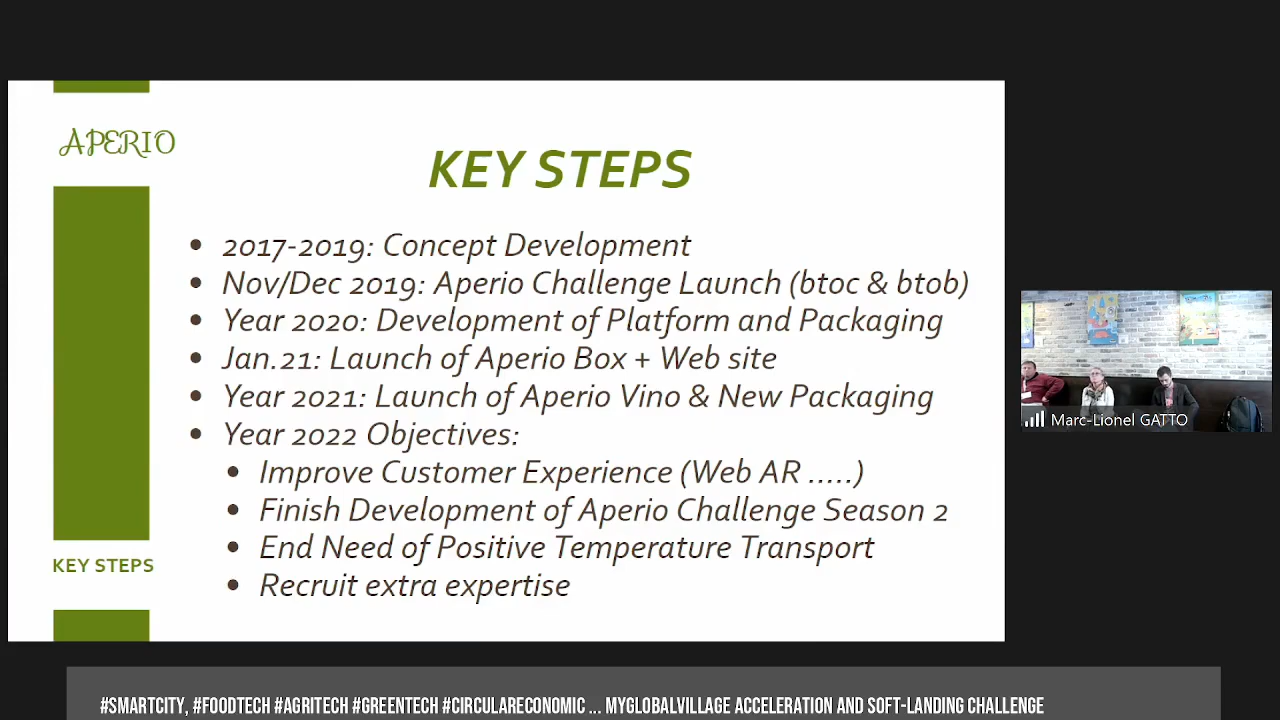 APERIO
KEY STEPS
2017-2019: Concept Development
Nov/Dec 2019: Aperio Challenge Launch (btoc & btob)
Year 2020: Development of Platform and Packaging
Jan.21: Launch of Aperio Box + Web site
Year 2021: Launch of Aperio Vino & New Packaging
Year 2022 Objectives:
Improve Customer Experience (Web AR .....)
Finish Development of Aperio Challenge Season 2
End Need of Positive Temperature Transport
Recruit extra expertise
KEY STEPS
Marc-Lionel GATTO
#SMARTCITY, #FOODTECH #AGRITECH #GREENTECH #CIRCULARECONOMIC ... MYGLOBALVILLAGE ACCELERATION AND SOFT-LANDING CHALLENGE